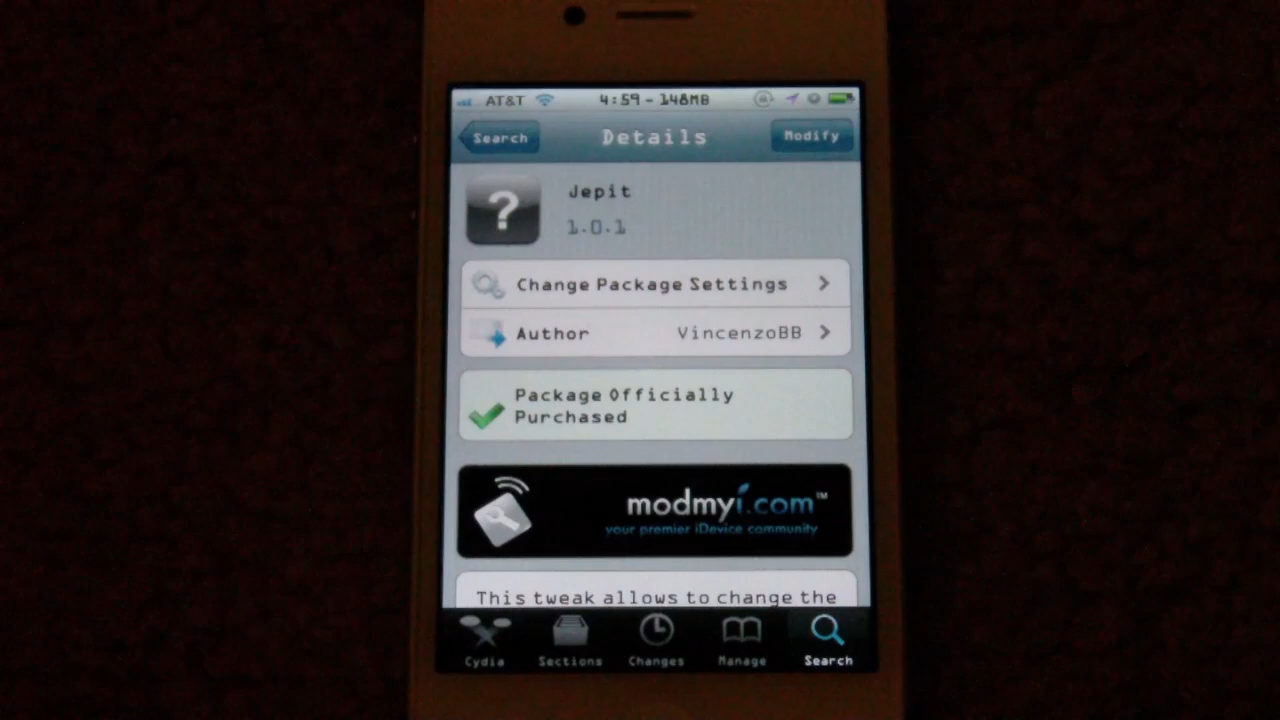 AT&T 4:59 - 148MB
Search Details Modify
?
Jepit
1.0.1
Change Package Settings
Author VincenzoBB
Package Officially
Purchased
modmyi.com™
your premier iDevice community
This tweak allows to change the
Cydia Sections Changes Manage Search